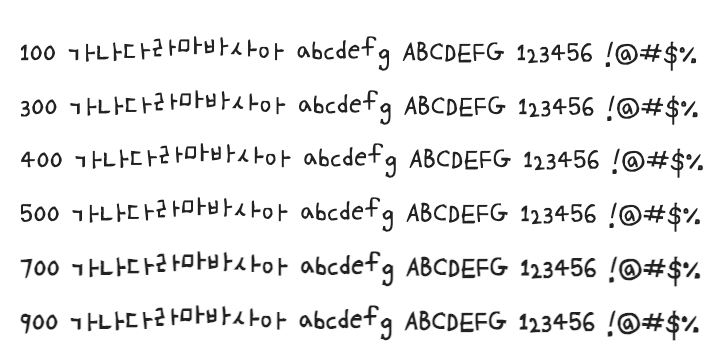 100 가나다라마바사아 abcdefg ABCDEFG 123456 !@#$%
300 가나다라마바사아 abcdefg ABCDEFG 123456 !@#$%
400 가나다라마바사아 abcdefg ABCDEFG 123456 !@#$%
500 가나다라마바사아 abcdefg ABCDEFG 123456 !@#$%
700 가나다라마바사아 abcdefg ABCDEFG 123456 !@#$%
900 가나다라마바사아 abcdefg ABCDEFG 123456 !@#$%